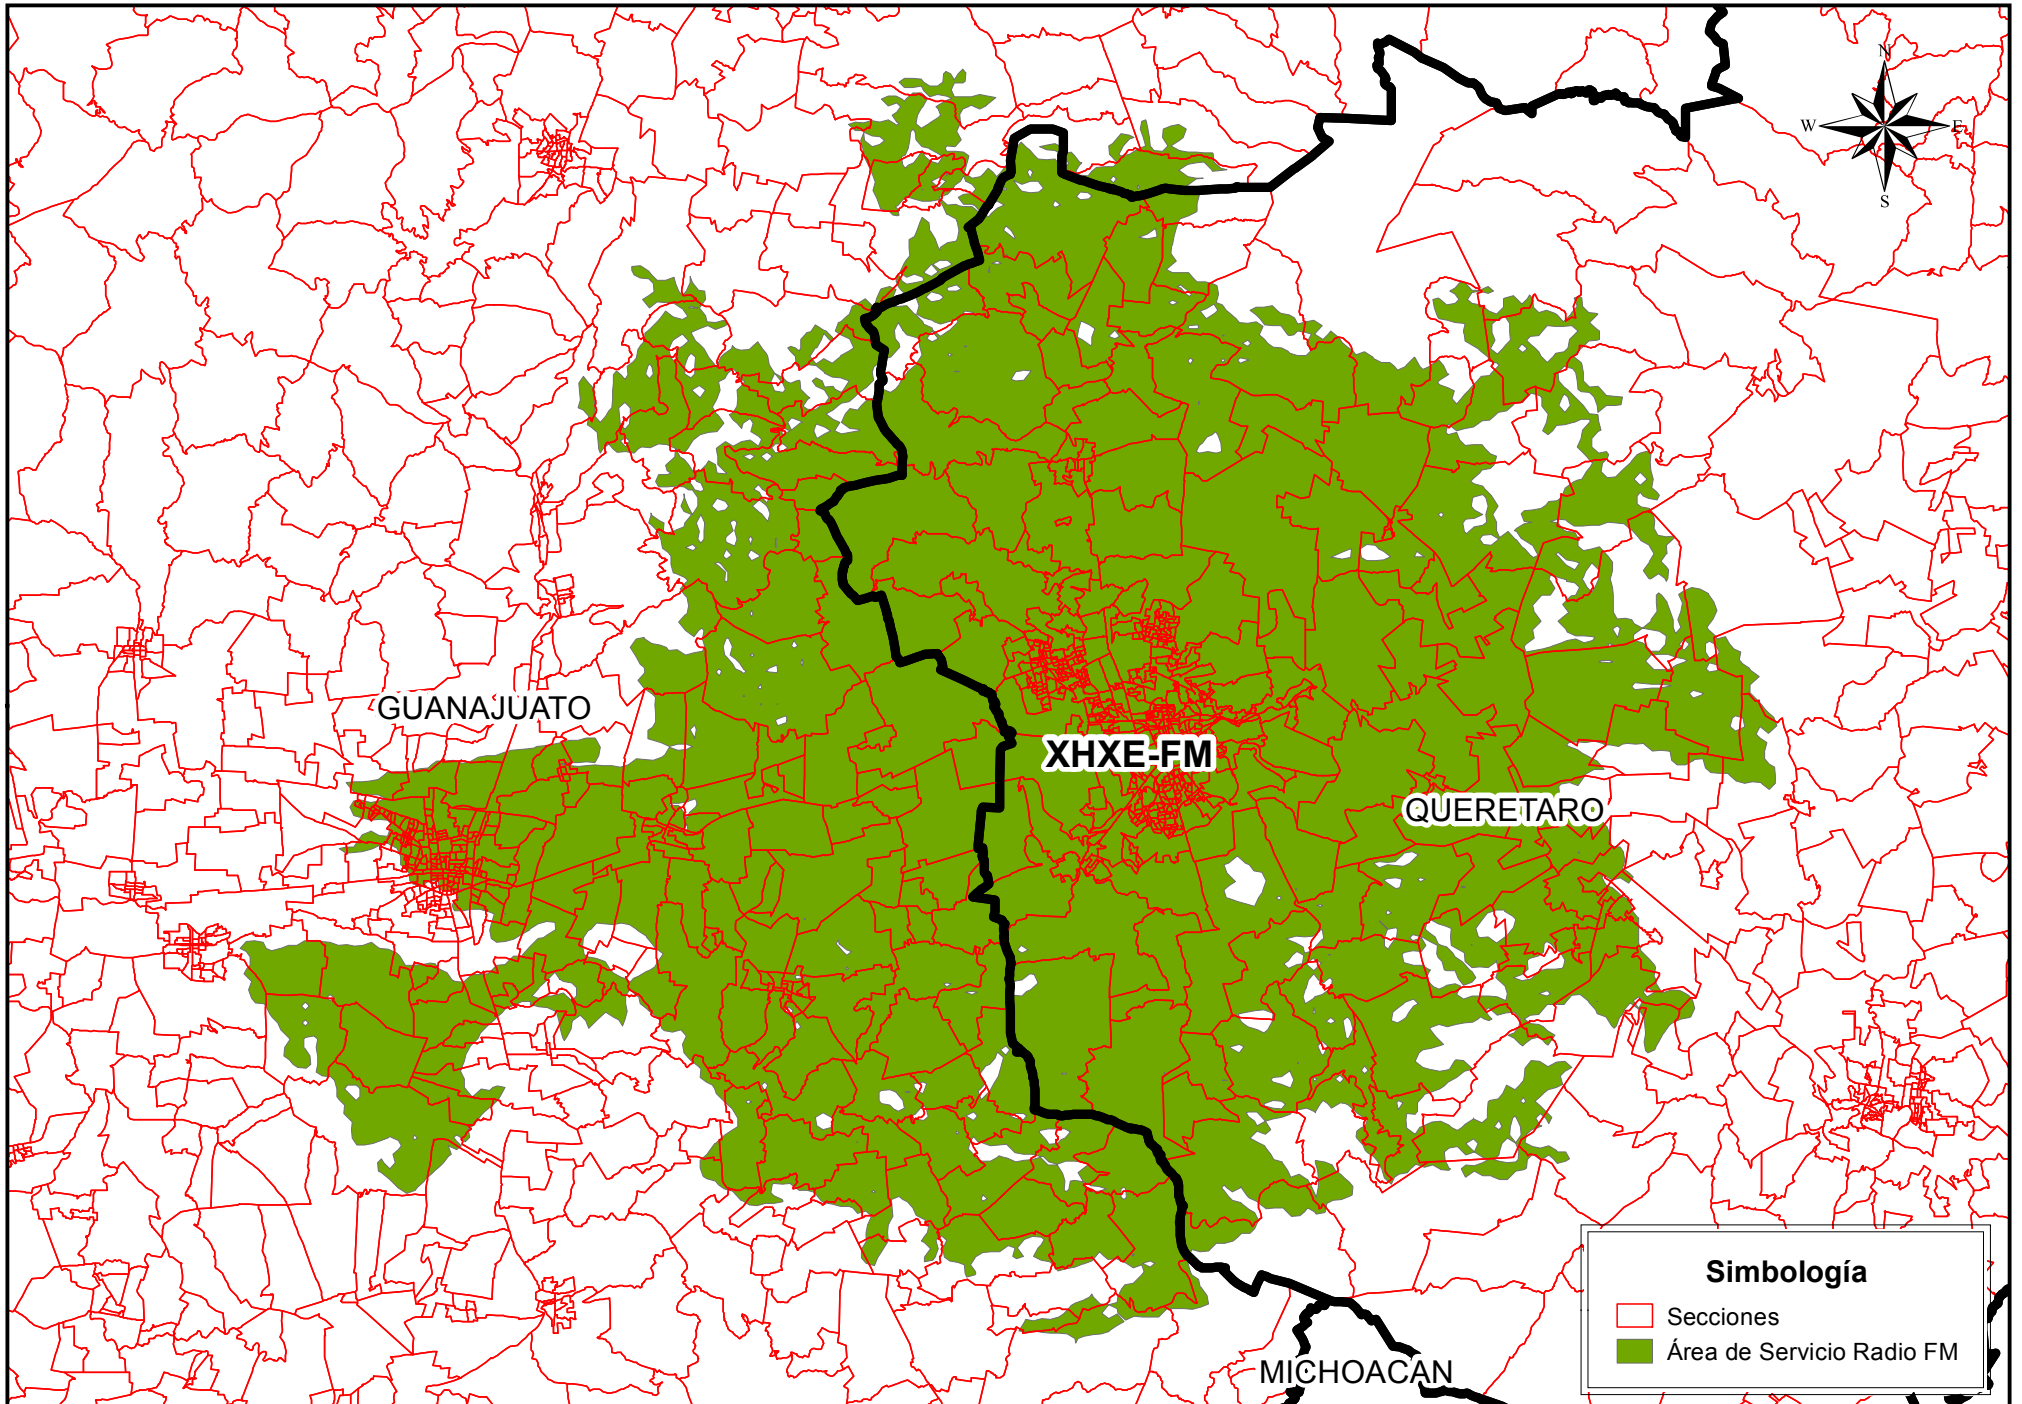 N
W E
S
GUANAJUATO
XHXE-FM
QUERETARO
MICHOACAN
Simbología
Secciones
Área de Servicio Radio FM